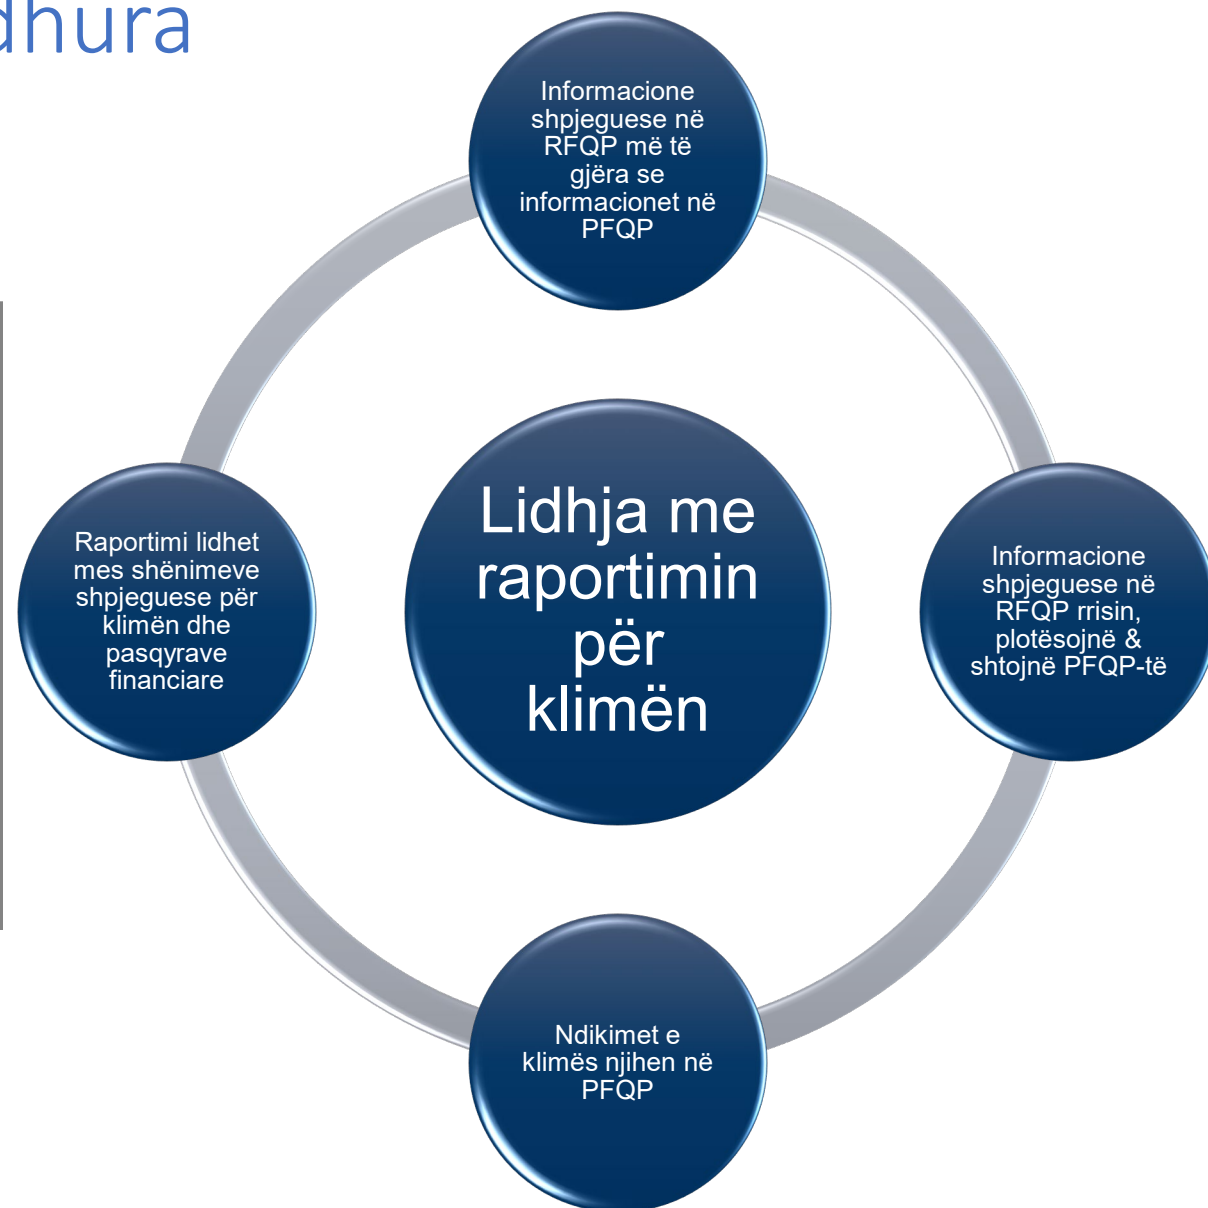 dhura
Informacione
shpjeguese në
RFQP më të
gjëra se
informacionet në
PFQP
Raportimi lidhet
mes shënimeve
shpjeguese për
klimën dhe
pasqyrave
financiare
Lidhja me
raportimin
për
klimën
Informacione
shpjeguese në
RFQP rrisin,
plotësojnë &
shtojnë PFQP-të
Ndikimet e
klimës njihen në
PFQP